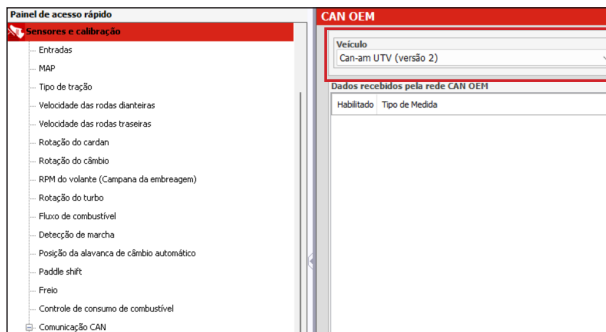 Painel de acesso rápido
Sensores e calibração
Entradas
MAP
Tipo de tração
Velocidade das rodas dianteiras
Velocidade das rodas traseiras
Rotação do cardan
Rotação do câmbio
RPM do volante (Campana da embreagem)
Rotação do turbo
Fluxo de combustível
Detecção de marcha
Posição da alavanca de câmbio automático
Paddle shift
Freio
Controle de consumo de combustível
Comunicação CAN
CAN OEM
Veículo
Can-am UTV (versão 2)
Dados recebidos pela rede CAN OEM
Habilitado Tipo de Medida